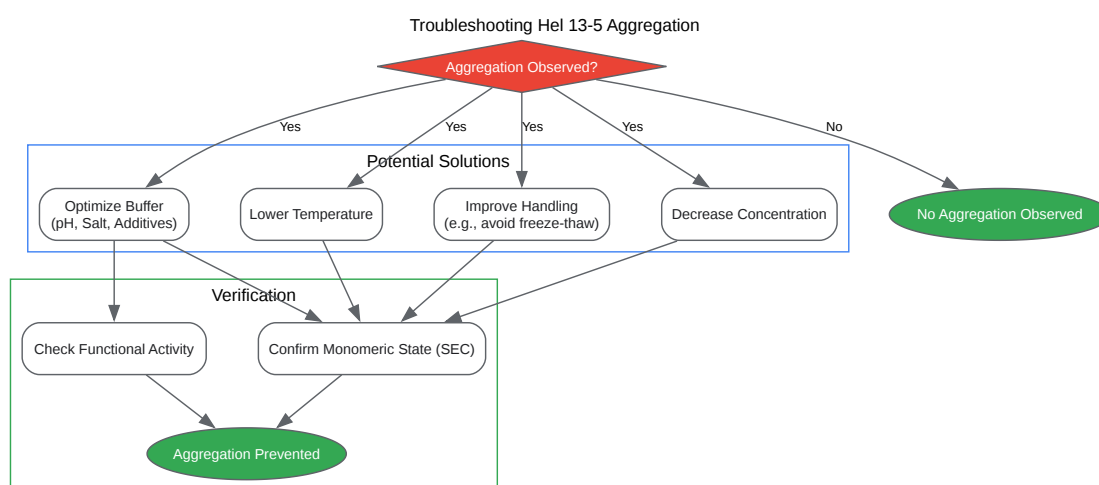 Troubleshooting Hel 13-5 Aggregation
Aggregation Observed?
Yes
Yes
Yes
Yes
No
Potential Solutions
Optimize Buffer
(pH, Salt, Additives)
Lower Temperature
Improve Handling
(e.g., avoid freeze-thaw)
Decrease Concentration
No Aggregation Observed
Verification
Check Functional Activity
Confirm Monomeric State (SEC)
Aggregation Prevented